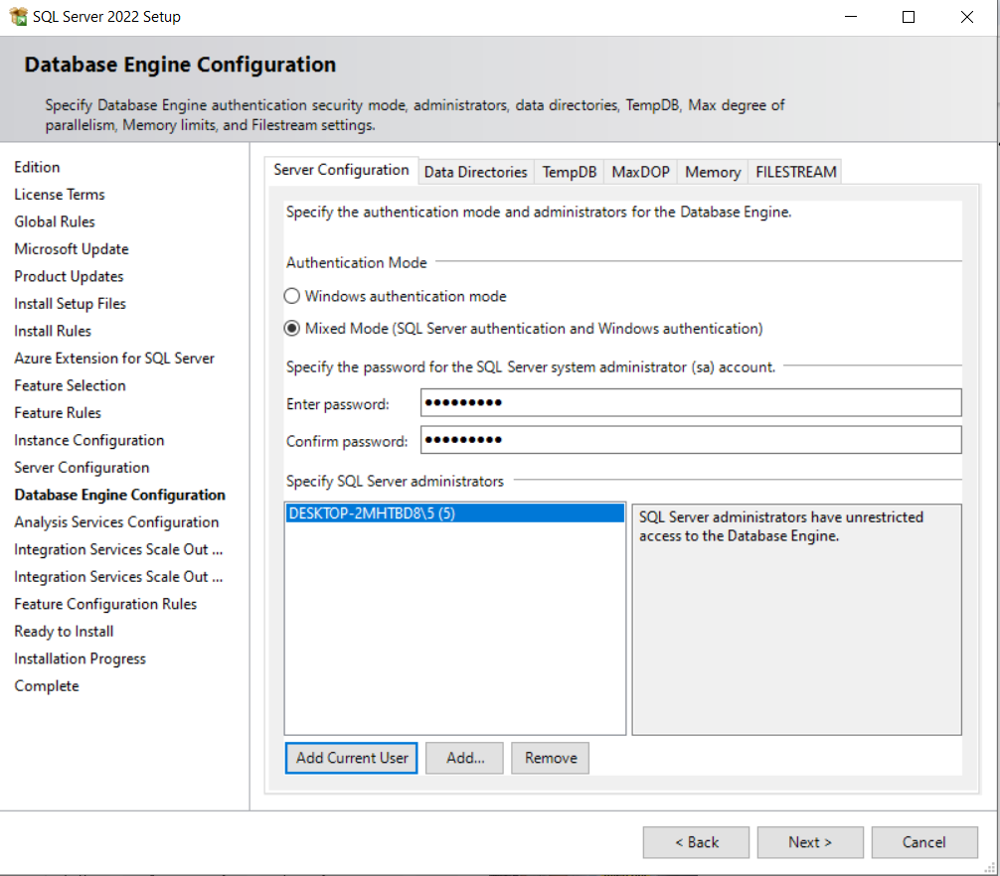 SQL Server 2022 Setup
Database Engine Configuration
Specify Database Engine authentication security mode, administrators, data directories, TempDB, Max degree of
parallelism, Memory limits, and Filestream settings.
Edition
License Terms
Global Rules
Microsoft Update
Product Updates
Install Setup Files
Install Rules
Azure Extension for SQL Server
Feature Selection
Feature Rules
Instance Configuration
Server Configuration
Database Engine Configuration
Analysis Services Configuration
Integration Services Scale Out ...
Integration Services Scale Out ...
Feature Configuration Rules
Ready to Install
Installation Progress
Complete
Server Configuration Data Directories TempDB MaxDOP Memory FILESTREAM
Specify the authentication mode and administrators for the Database Engine.
Authentication Mode
Windows authentication mode
Mixed Mode (SQL Server authentication and Windows authentication)
Specify the password for the SQL Server system administrator (sa) account.
Enter password: ●●●●●●●●●
Confirm password: ●●●●●●●●●
Specify SQL Server administrators
DESKTOP-2MHTBD8\5 (5)
SQL Server administrators have unrestricted
access to the Database Engine.
Add Current User Add... Remove
< Back Next > Cancel